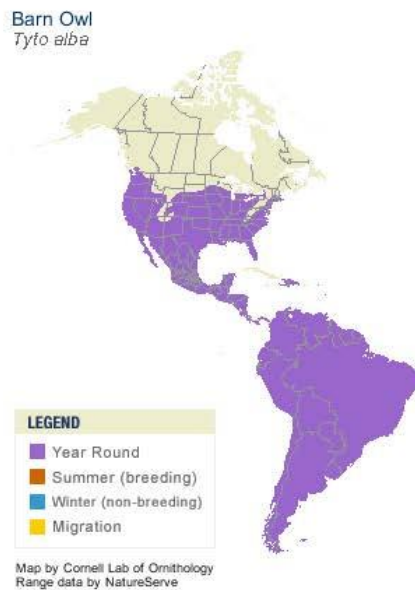 Barn Owl
Tyto alba
LEGEND
Year Round
Summer (breeding)
Winter (non-breeding)
Migration
Map by Cornell Lab of Ornithology
Range data by NatureServe